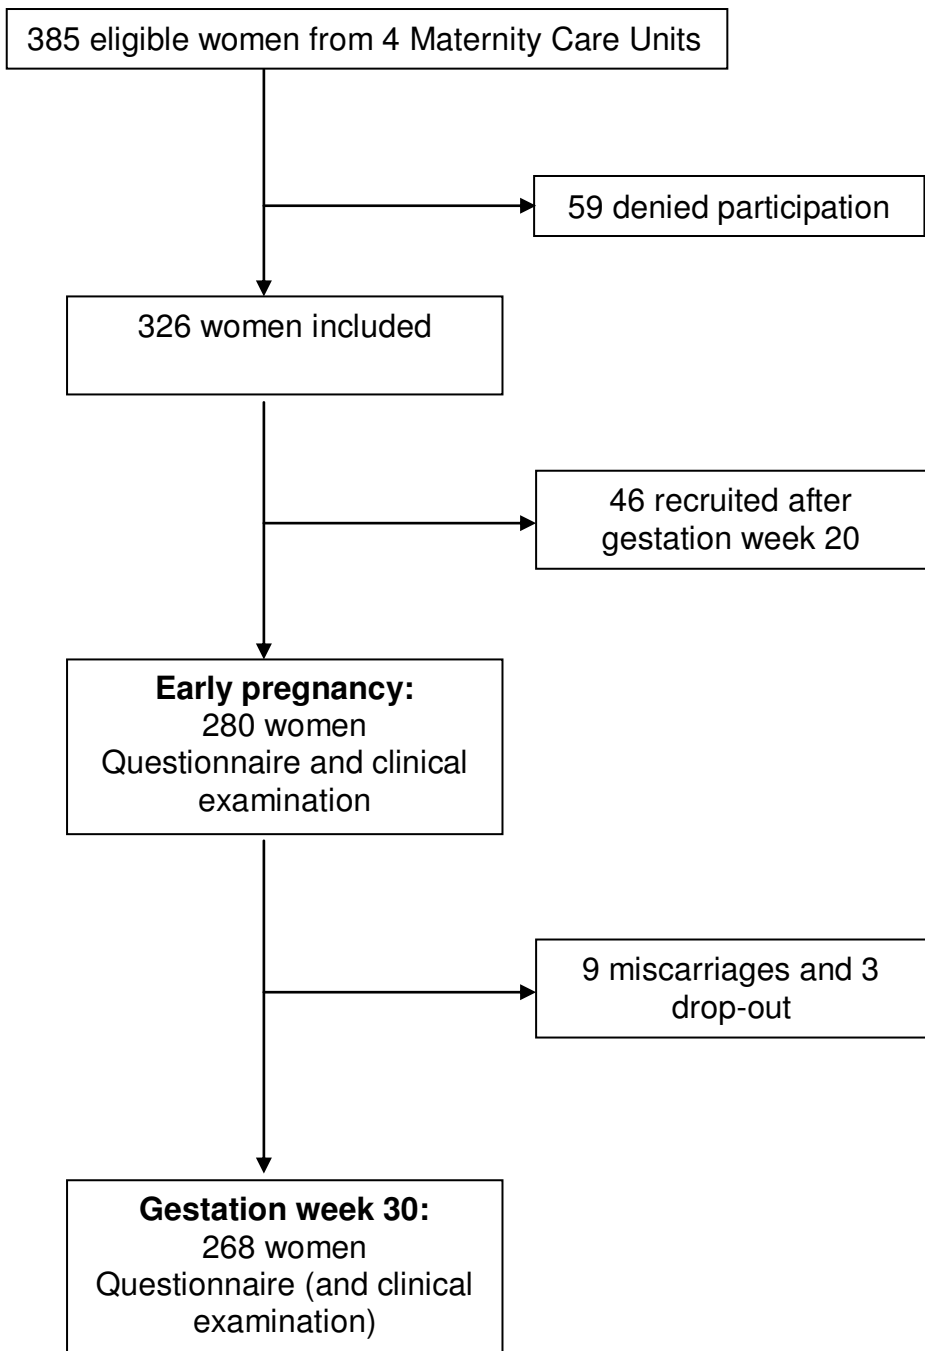 385 eligible women from 4 Maternity Care Units
59 denied participation
326 women included
46 recruited after
gestation week 20
Early pregnancy:
280 women
Questionnaire and clinical
examination
9 miscarriages and 3
drop-out
Gestation week 30:
268 women
Questionnaire (and clinical
examination)